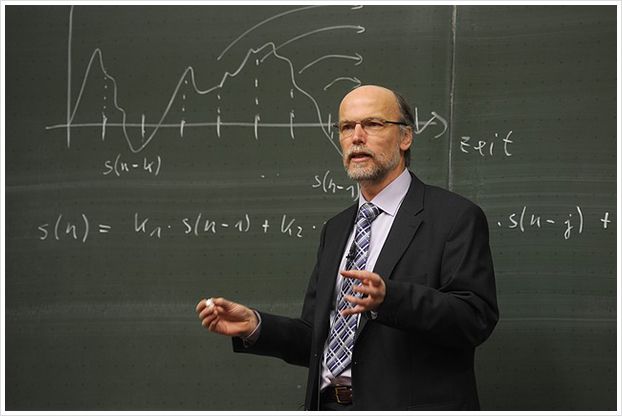 zeit
s(n-k)
s(n-1)
s(n) = k₁ · s(n-1) + k₂ · s(n-j) +